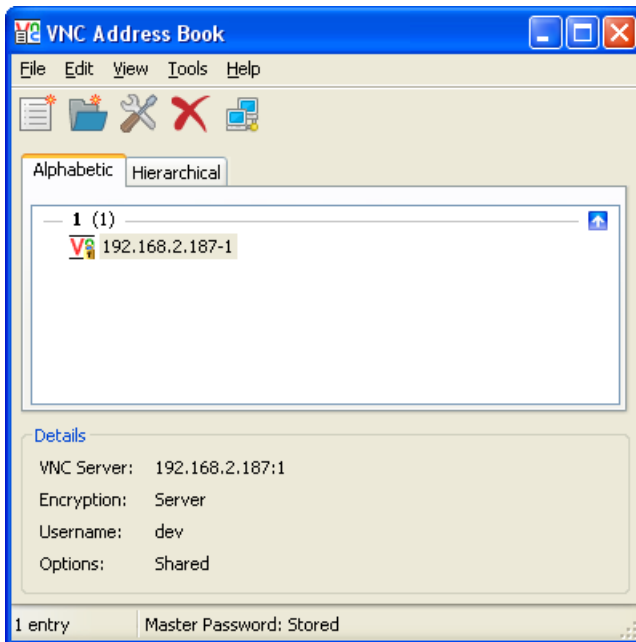 VNC Address Book
File Edit View Tools Help
Alphabetic Hierarchical
1 (1)
192.168.2.187-1
Details
VNC Server: 192.168.2.187:1
Encryption: Server
Username: dev
Options: Shared
1 entry Master Password: Stored